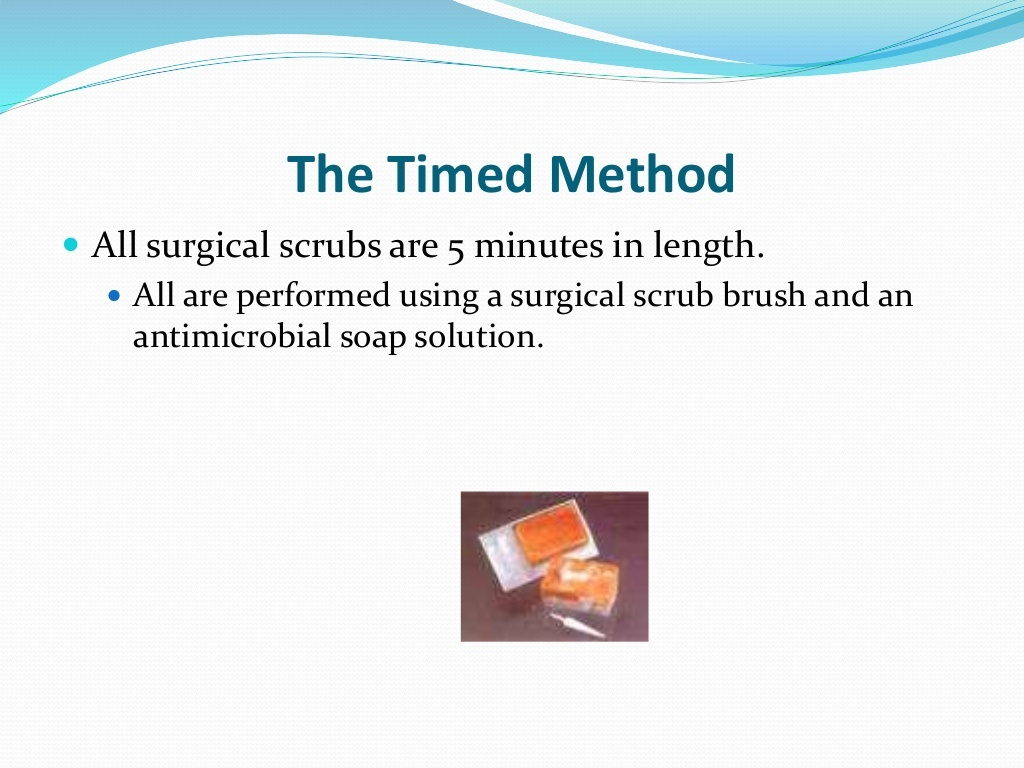 The Timed Method
All surgical scrubs are 5 minutes in length.
All are performed using a surgical scrub brush and an
antimicrobial soap solution.